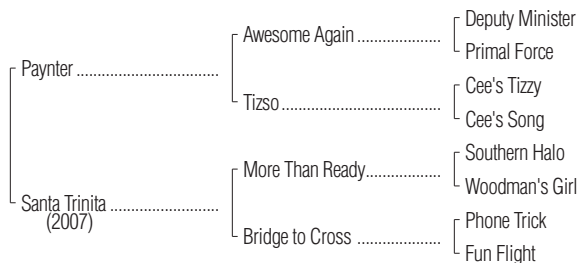 Deputy Minister
Awesome Again ....................
Primal Force
Paynter ..................................
Cee's Tizzy
Tizso ......................................
Cee's Song
Southern Halo
More Than Ready..................
Woodman's Girl
Santa Trinita ..........................
(2007)
Phone Trick
Bridge to Cross ....................
Fun Flight